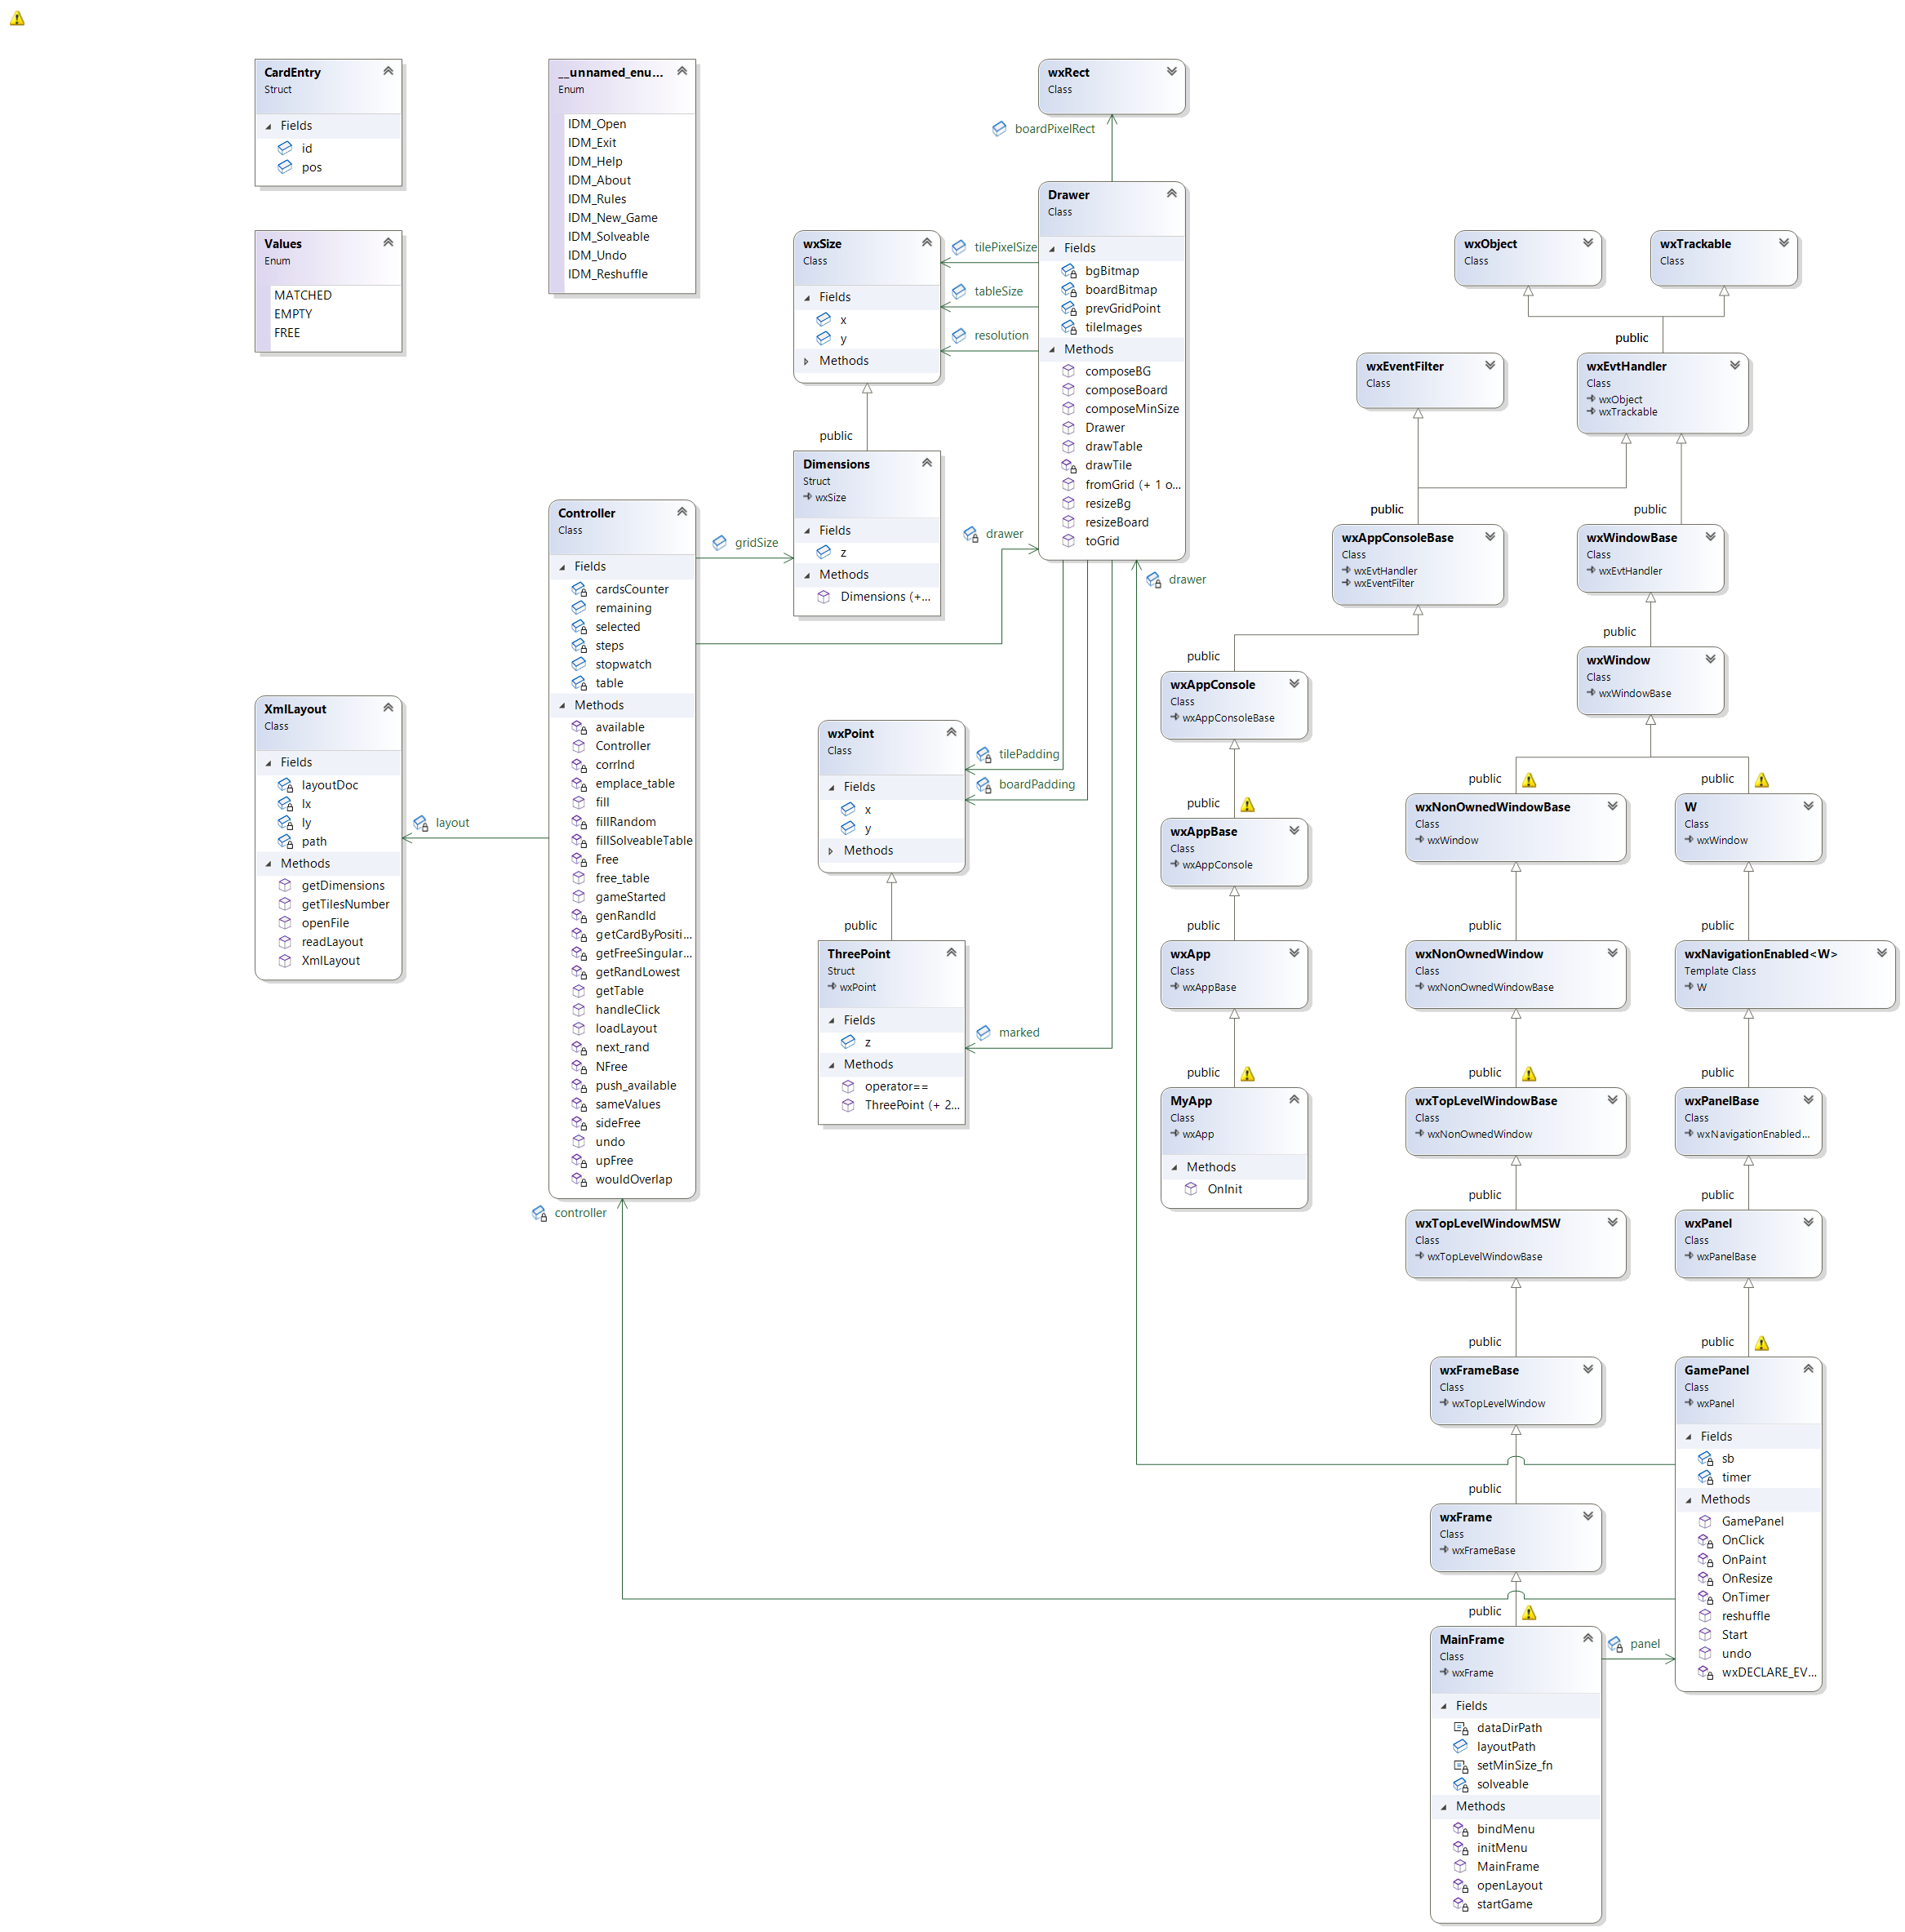 CardEntry
Struct
Fields
id
pos
Values
Enum
MATCHED
EMPTY
FREE
__unnamed_enu...
Enum
IDM_Open
IDM_Exit
IDM_Help
IDM_About
IDM_Rules
IDM_New_Game
IDM_Solveable
IDM_Undo
IDM_Reshuffle
wxRect
Class
boardPixelRect
Drawer
Class
Fields
bgBitmap
boardBitmap
prevGridPoint
tileImages
Methods
composeBG
composeBoard
composeMinSize
Drawer
drawTable
drawTile
fromGrid (+ 1 o...
resizeBg
resizeBoard
toGrid
tilePixelSize
tableSize
resolution
wxSize
Class
Fields
x
y
Methods
public
Dimensions
Struct
wxSize
Fields
z
Methods
Dimensions (+...
gridSize
drawer
drawer
Controller
Class
Fields
cardsCounter
remaining
selected
steps
stopwatch
table
Methods
available
Controller
corrInd
emplace_table
fill
fillRandom
fillSolveableTable
Free
free_table
gameStarted
genRandId
getCardByPositi...
getFreeSingular...
getRandLowest
getTable
handleClick
loadLayout
next_rand
NFree
push_available
sameValues
sideFree
undo
upFree
wouldOverlap
controller
layout
XmlLayout
Class
Fields
layoutDoc
lx
ly
path
Methods
getDimensions
getTilesNumber
openFile
readLayout
XmlLayout
wxPoint
Class
Fields
x
y
Methods
tilePadding
boardPadding
public
ThreePoint
Struct
wxPoint
Fields
z
Methods
operator==
ThreePoint (+ 2...
marked
wxObject
Class
wxTrackable
Class
public
wxEventFilter
Class
wxEvtHandler
Class
wxObject
wxTrackable
public
public
wxAppConsoleBase
Class
wxEvtHandler
wxEventFilter
wxWindowBase
Class
wxEvtHandler
public
public
wxAppConsole
Class
wxAppConsoleBase
wxWindow
Class
wxWindowBase
public
wxAppBase
Class
wxAppConsole
public
wxApp
Class
wxAppBase
public
MyApp
Class
wxApp
Methods
OnInit
public
wxNonOwnedWindowBase
Class
wxWindow
public
wxNonOwnedWindow
Class
wxNonOwnedWindowBase
public
wxTopLevelWindowBase
Class
wxNonOwnedWindow
public
wxTopLevelWindowMSW
Class
wxTopLevelWindowBase
public
wxFrameBase
Class
wxTopLevelWindow
public
wxFrame
Class
wxFrameBase
public
MainFrame
Class
wxFrame
Fields
dataDirPath
layoutPath
setMinSize_fn
solveable
Methods
bindMenu
initMenu
MainFrame
openLayout
startGame
panel
public
W
Class
wxWindow
public
wxNavigationEnabled<W>
Template Class
W
public
wxPanelBase
Class
wxNavigationEnabled...
public
wxPanel
Class
wxPanelBase
public
GamePanel
Class
wxPanel
Fields
sb
timer
Methods
GamePanel
OnClick
OnPaint
OnResize
OnTimer
reshuffle
Start
undo
wxDECLARE_EV...